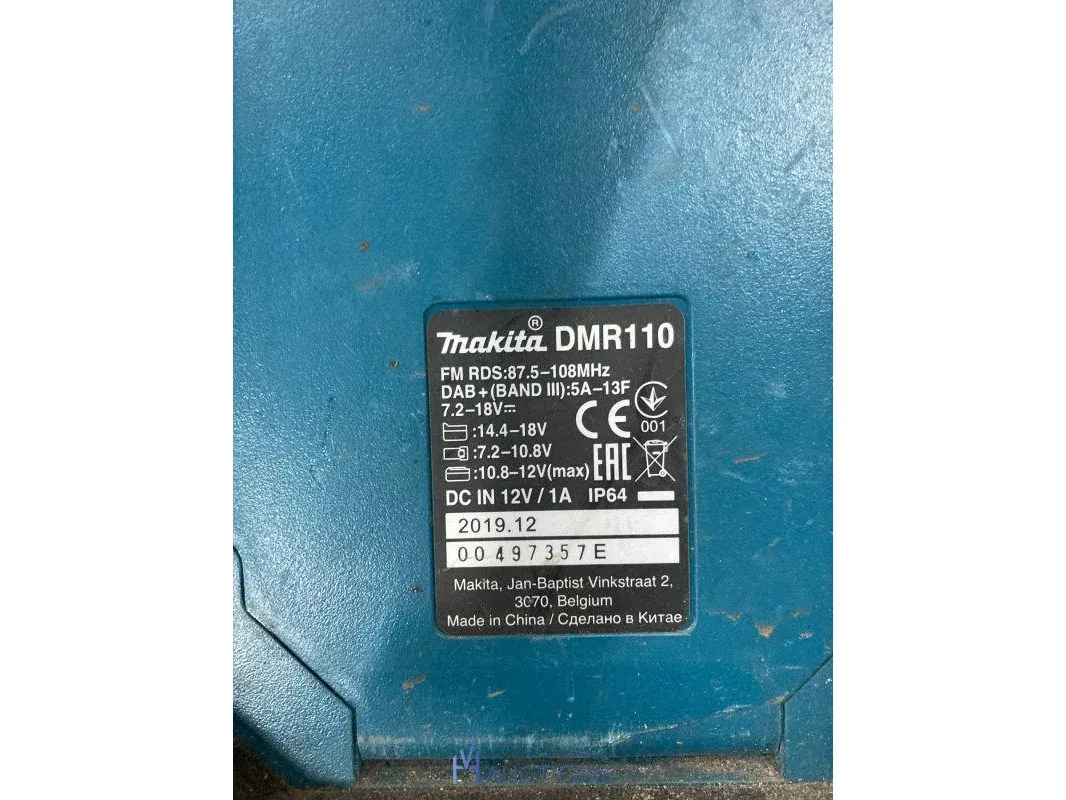 makita® DMR110
FM RDS:87.5–108MHz
DAB+(BAND III):5A–13F
7.2–18V⎓
:14.4–18V
CE
001
:7.2–10.8V
:10.8–12V(max)
EAC
DC IN 12V / 1A IP64
2019.12
00497357E
Makita, Jan-Baptist Vinkstraat 2,
3070, Belgium
Made in China / Сделано в Китае